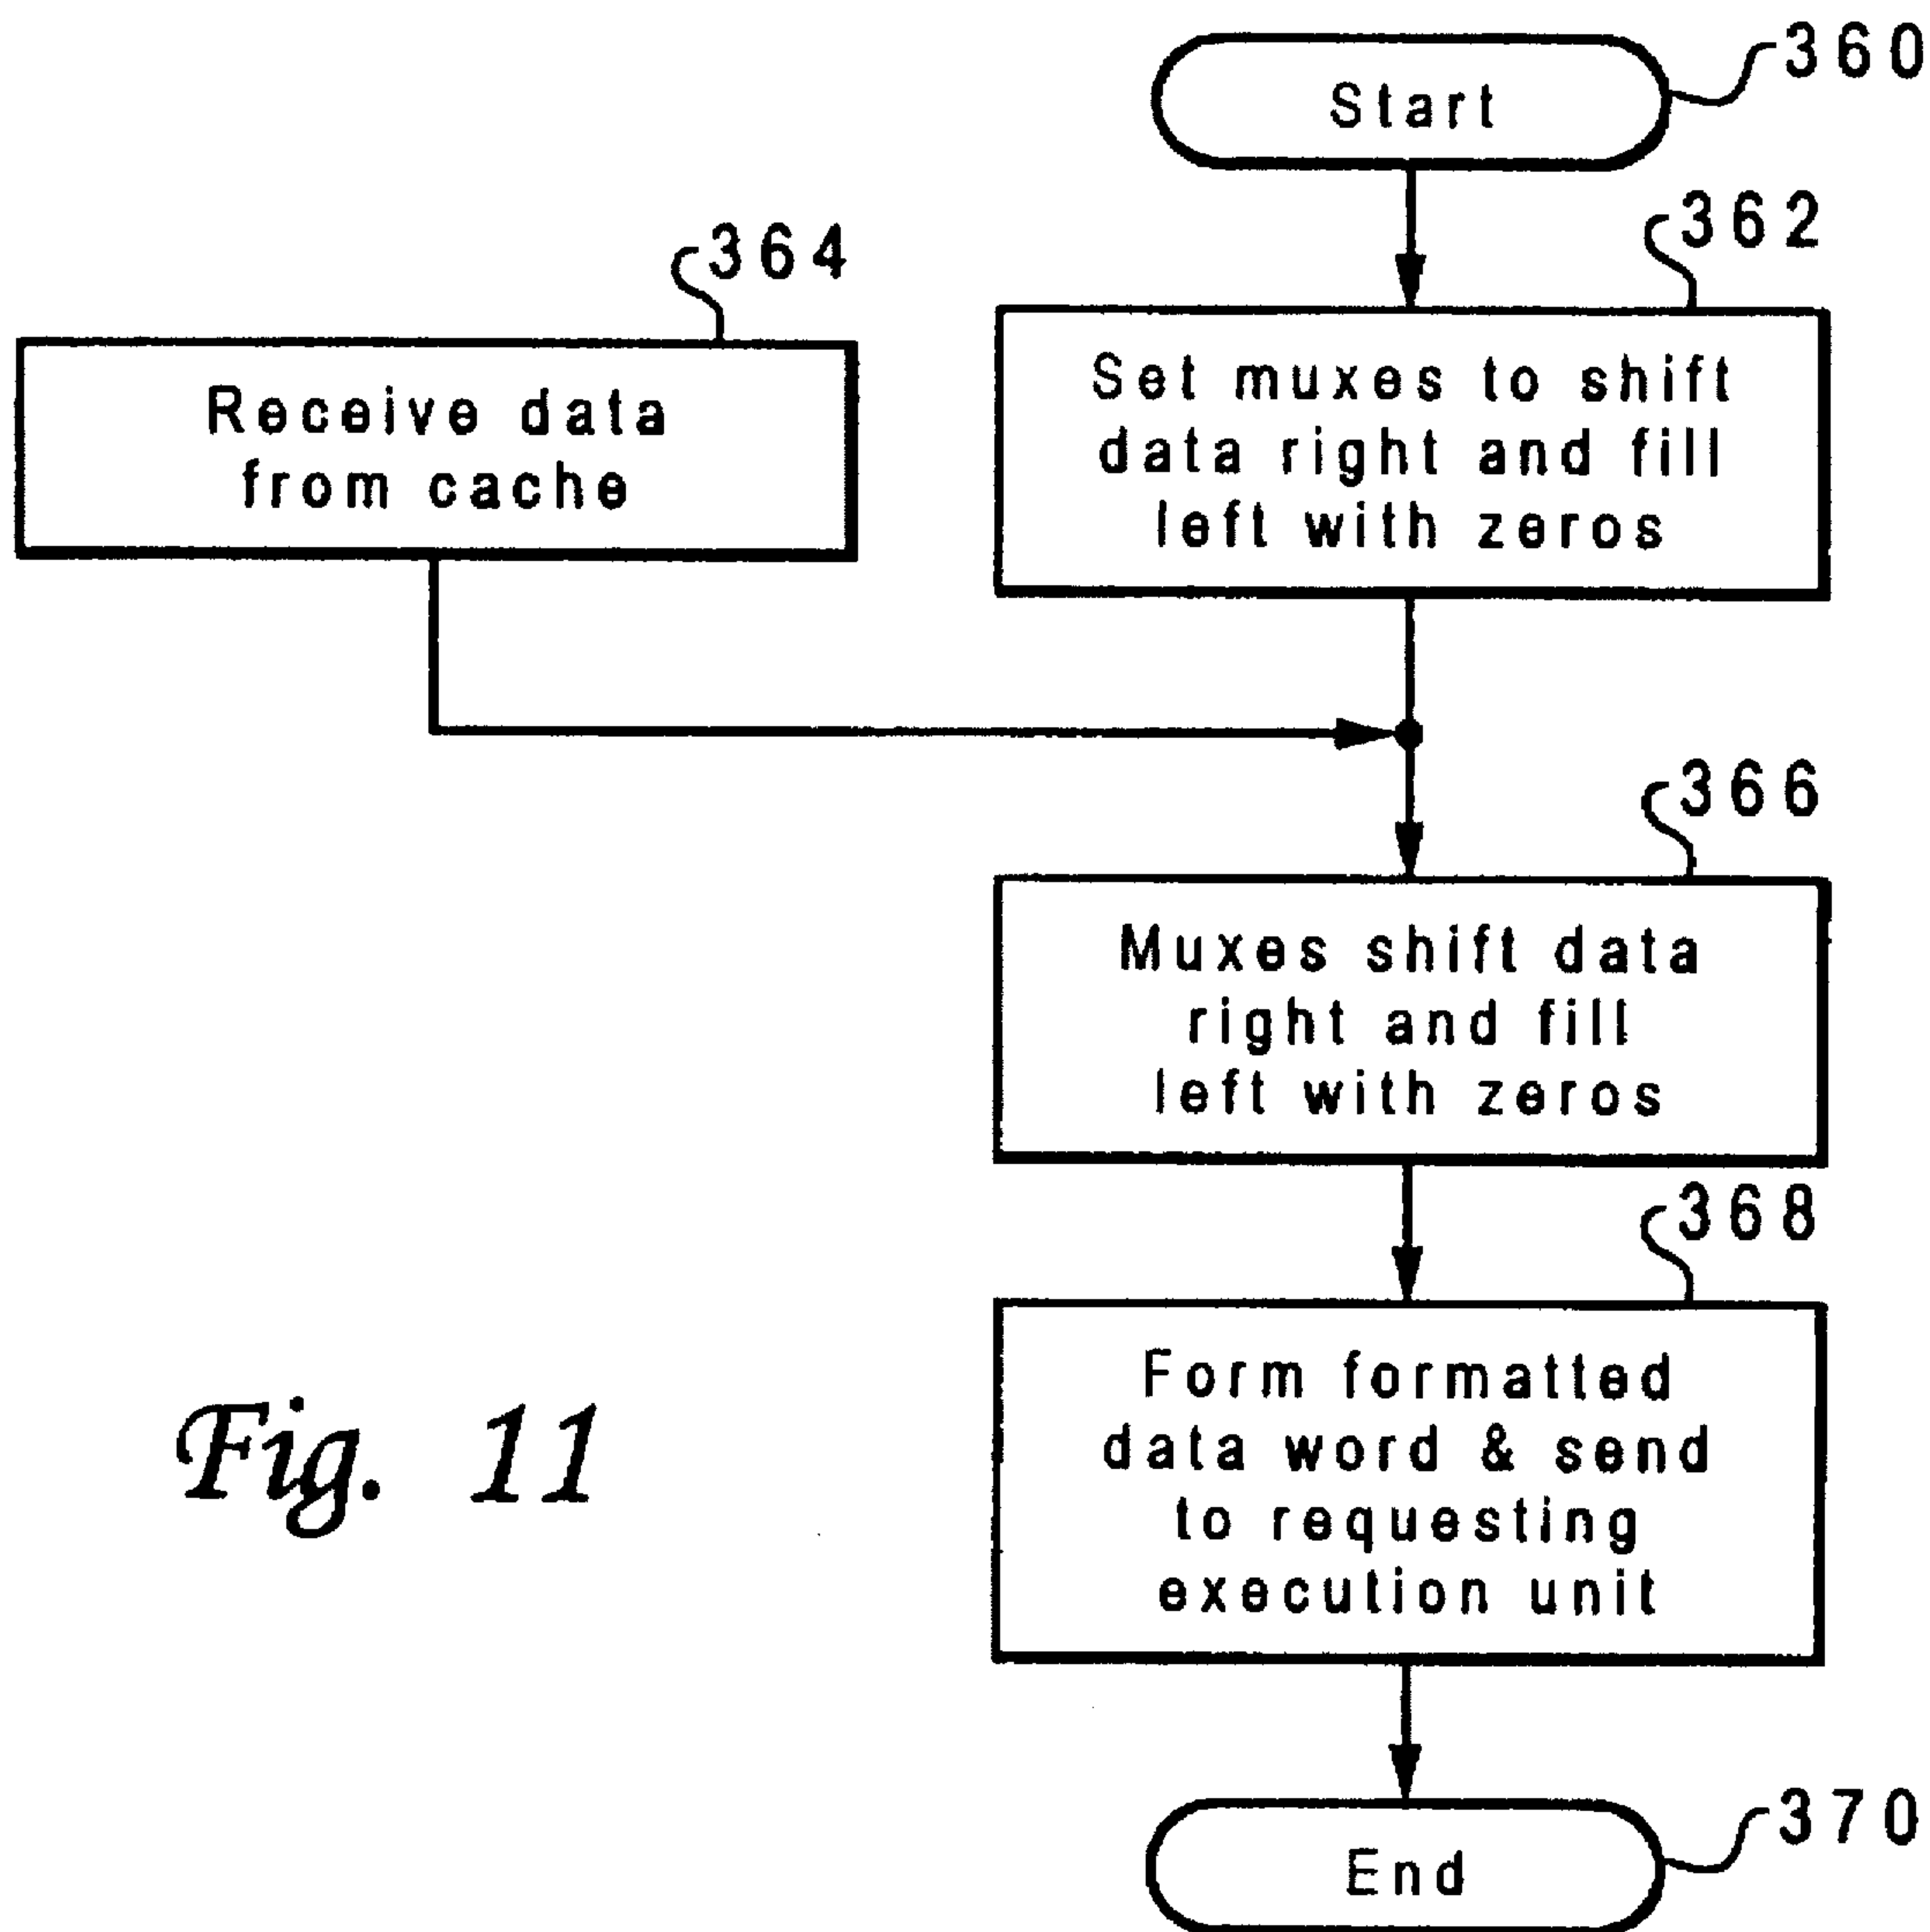 360
Start
362
364
Set muxes to shift
data right and fill
left with zeros
Receive data
from cache
366
Muxes shift data
right and fill
left with zeros
368
Form formatted
data word & send
to requesting
execution unit
Fig. 11
370
End